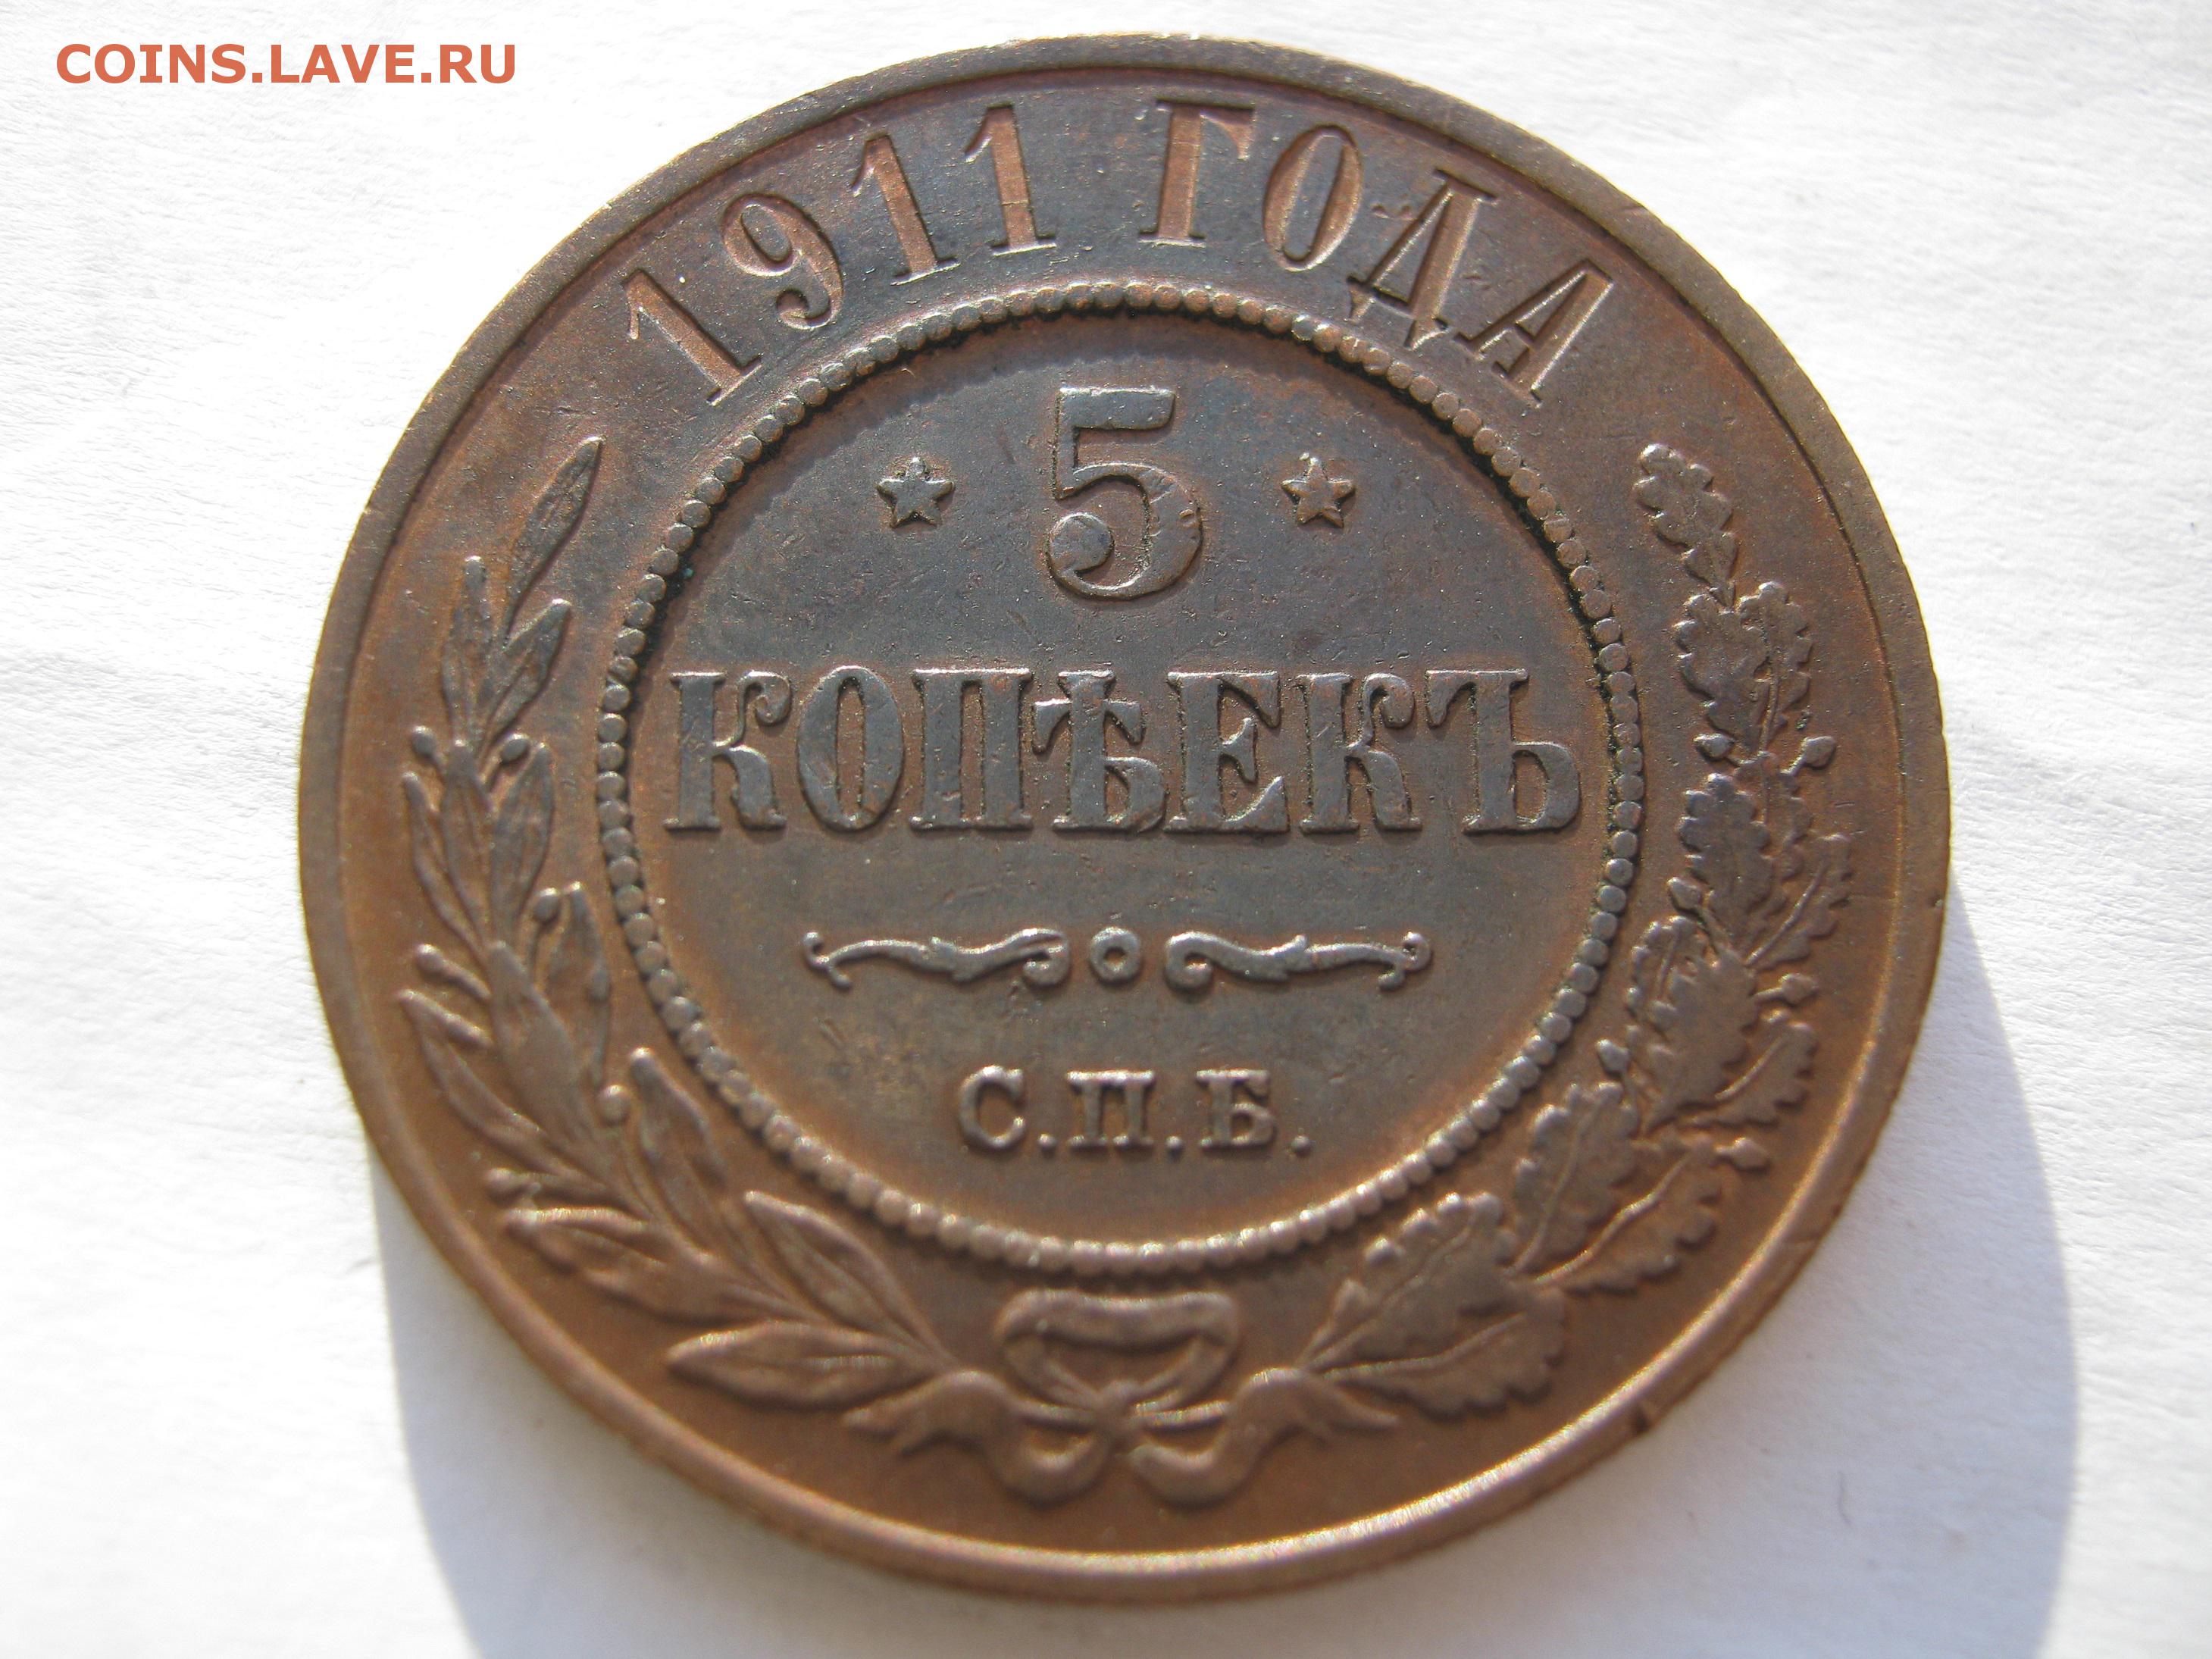 COINS.LAVE.RU
1911 ГОДА
5
КОПѢЕКЪ
С.П.Б.